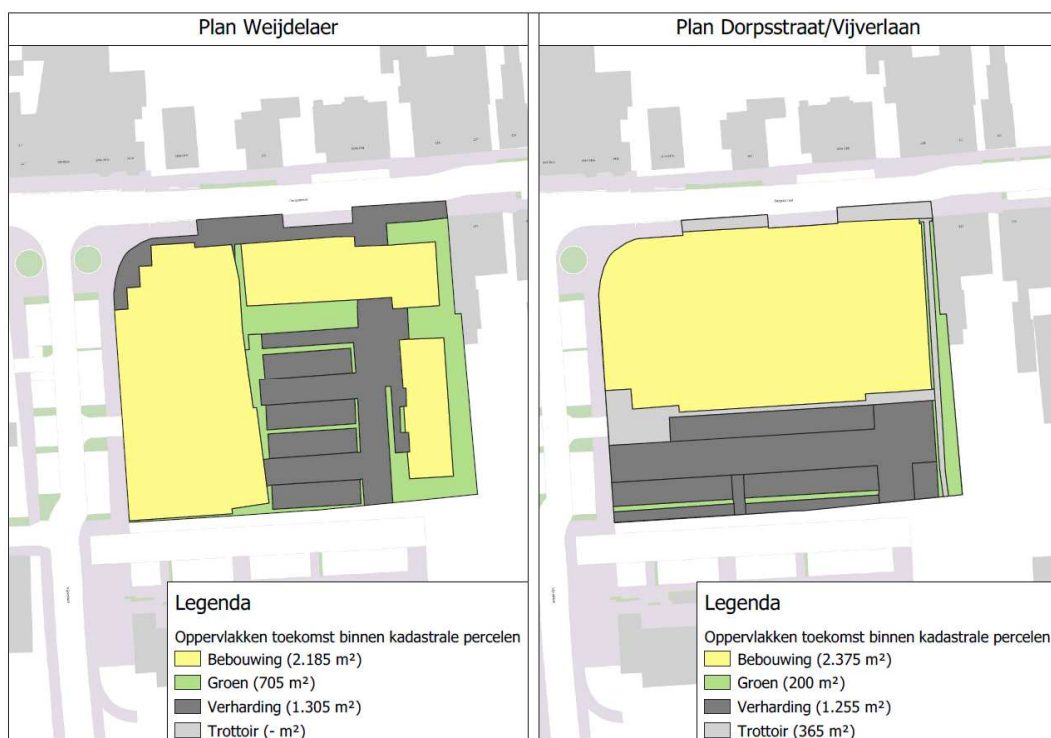 Plan Weijdelaer
Legenda
Oppervlakken toekomst binnen kadastrale percelen
Bebouwing (2.185 m²)
Groen (705 m²)
Verharding (1.305 m²)
Trottoir (- m²)
Plan Dorpsstraat/Vijverlaan
Legenda
Oppervlakken toekomst binnen kadastrale percelen
Bebouwing (2.375 m²)
Groen (200 m²)
Verharding (1.255 m²)
Trottoir (365 m²)